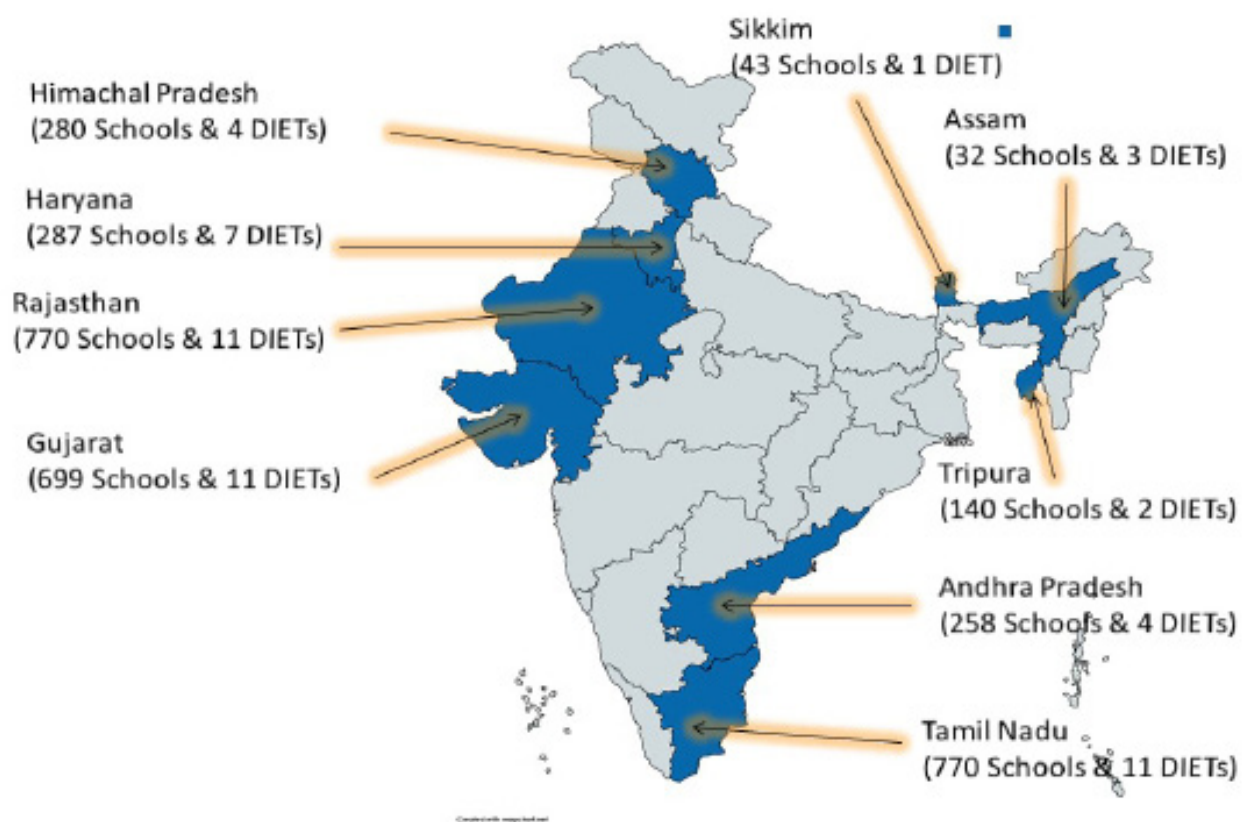 Sikkim
(43 Schools & 1 DIET)
Himachal Pradesh
(280 Schools & 4 DIETs)
Assam
(32 Schools & 3 DIETs)
Haryana
(287 Schools & 7 DIETs)
Rajasthan
(770 Schools & 11 DIETs)
Gujarat
(699 Schools & 11 DIETs)
Tripura
(140 Schools & 2 DIETs)
Andhra Pradesh
(258 Schools & 4 DIETs)
Tamil Nadu
(770 Schools & 11 DIETs)